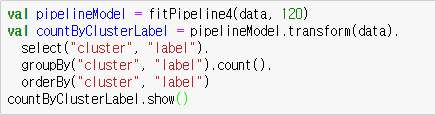 val pipelineModel = fitPipeline4(data, 120)
val countByClusterLabel = pipelineModel.transform(data).
select("cluster", "label").
groupBy("cluster", "label").count().
orderBy("cluster", "label")
countByClusterLabel.show()